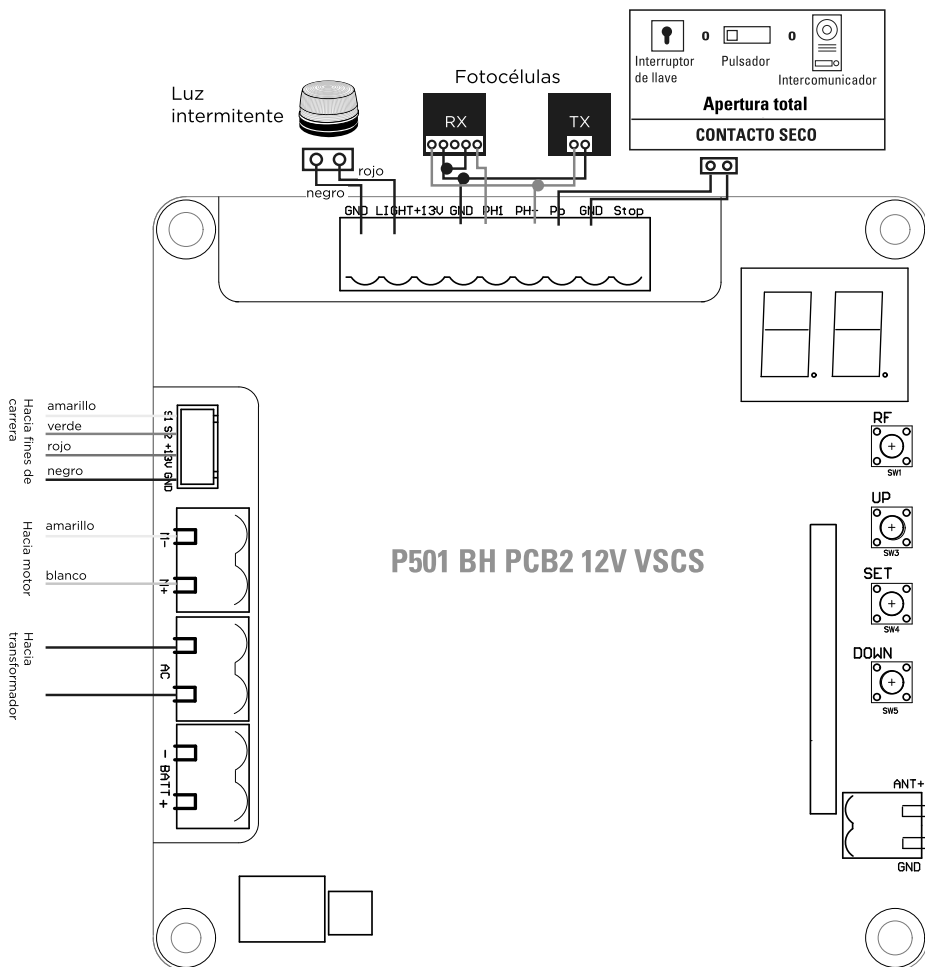 Interruptor
de llave
o
Pulsador
o
Intercomunicador
Apertura total
CONTACTO SECO
Fotocélulas
RX
TX
Luz
intermitente
rojo
negro
GND LIGHT+13V GND PH1 PH- Po GND Stop
Hacia fines de
carrera
amarillo
verde
rojo
negro
S1 S2 +13V GND
Hacia motor
amarillo
blanco
M-
M+
Hacia
transformador
AC
- BATT +
P501 BH PCB2 12V VSCS
RF
SW1
UP
SW3
SET
SW4
DOWN
SW5
ANT+
GND